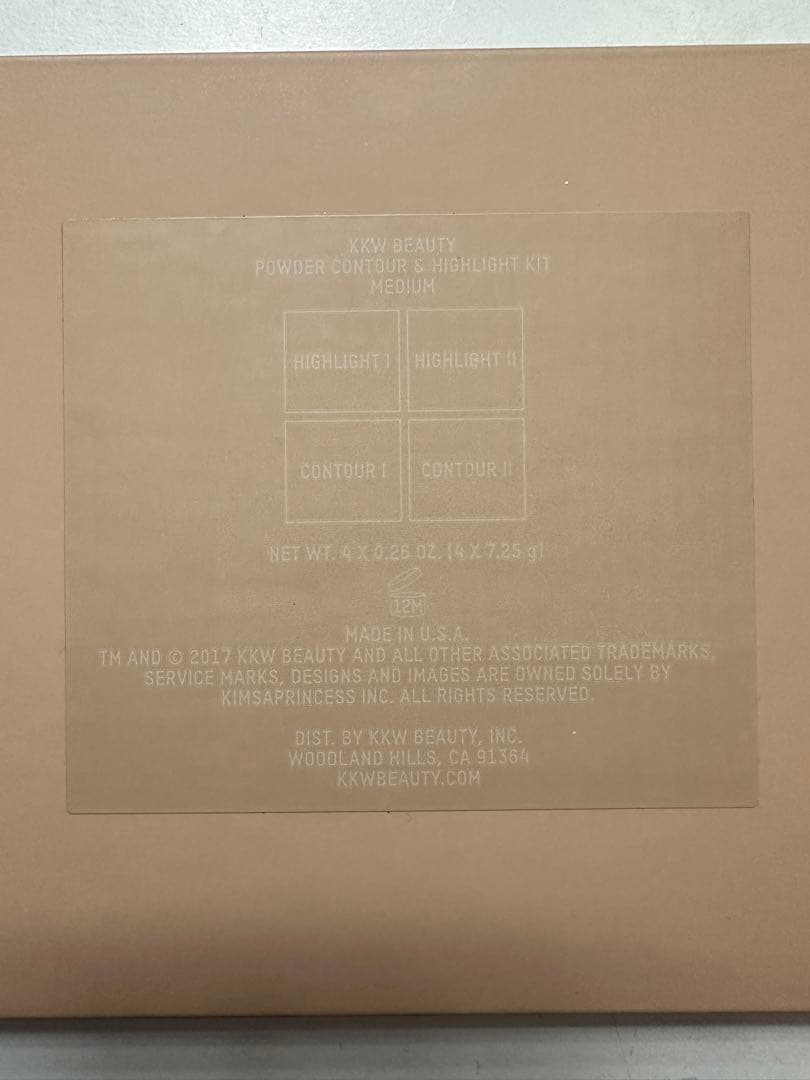 KKW BEAUTY
POWDER CONTOUR & HIGHLIGHT KIT
MEDIUM
HIGHLIGHT I HIGHLIGHT II
CONTOUR I CONTOUR II
NET WT. 4 X 0.26 OZ. (4 X 7.25 g)
12M
MADE IN U.S.A.
TM AND © 2017 KKW BEAUTY AND ALL OTHER ASSOCIATED TRADEMARKS,
SERVICE MARKS, DESIGNS AND IMAGES ARE OWNED SOLELY BY
KIMSAPRINCESS INC. ALL RIGHTS RESERVED.
DIST. BY KKW BEAUTY, INC.
WOODLAND HILLS, CA 91364
KKWBEAUTY.COM